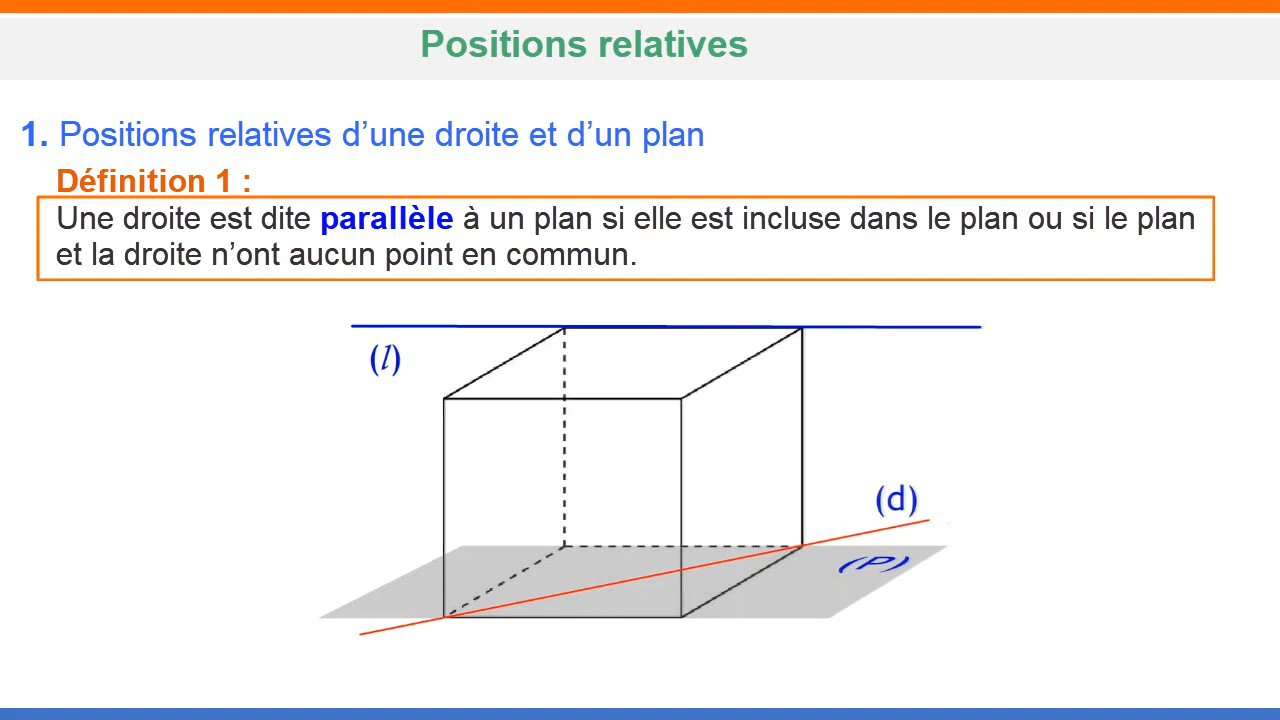 Positions relatives
1. Positions relatives d’une droite et d’un plan
Définition 1 :
Une droite est dite parallèle à un plan si elle est incluse dans le plan ou si le plan
et la droite n’ont aucun point en commun.
(l)
(d)
(P)